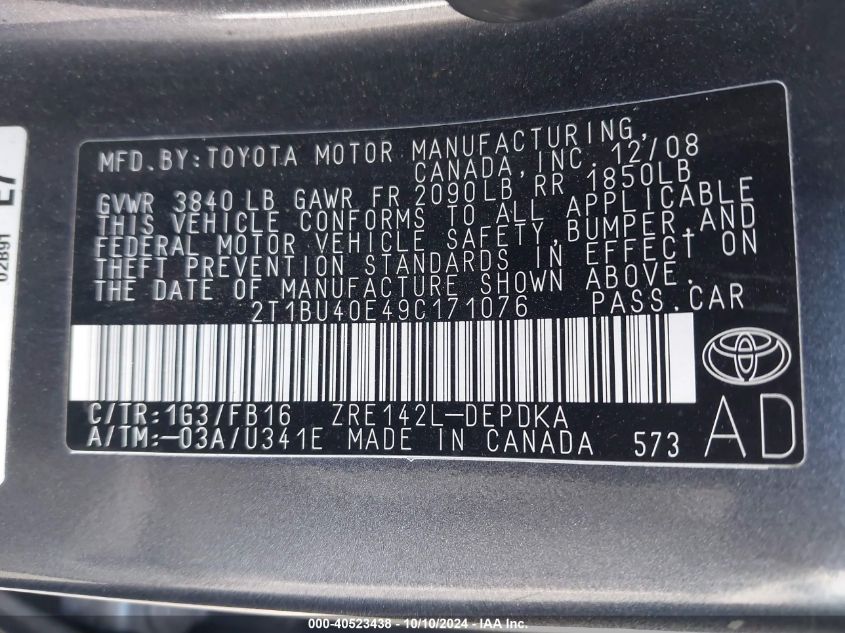 MFD.BY:TOYOTA MOTOR MANUFACTURING,
CANADA,INC. 12/08
GVWR 3840 LB GAWR FR 2090LB RR 1850LB
THIS VEHICLE CONFORMS TO ALL APPLICABLE
FEDERAL MOTOR VEHICLE SAFETY,BUMPER,AND
THEFT PREVENTION STANDARDS IN EFFECT ON
THE DATE OF MANUFACTURE SHOWN ABOVE.
2T1BU40E49C171076 PASS.CAR
C/TR:1G3/FB16 ZRE142L-DEPDKA
A/TM:-03A/U341E MADE IN CANADA 573
AD
02B91
E7
000-40523438 - 10/10/2024 - IAA Inc.